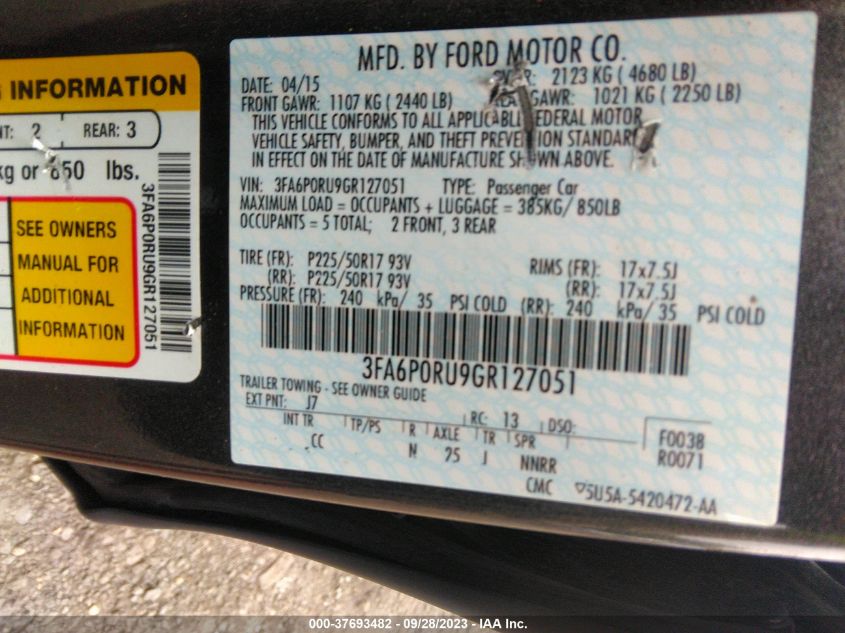 G INFORMATION
NT: 2 REAR: 3
kg or 850 lbs.
SEE OWNERS
MANUAL FOR
ADDITIONAL
INFORMATION
3FA6P0RU9GR127051
MFD. BY FORD MOTOR CO.
DATE: 04/15 2123 KG ( 4680 LB)
FRONT GAWR: 1107 KG ( 2440 LB) GAWR: 1021 KG ( 2250 LB)
THIS VEHICLE CONFORMS TO ALL APPLICABLE FEDERAL MOTOR
VEHICLE SAFETY, BUMPER, AND THEFT PREVENTION STANDARDS
IN EFFECT ON THE DATE OF MANUFACTURE SHOWN ABOVE.
VIN: 3FA6P0RU9GR127051 TYPE: Passenger Car
MAXIMUM LOAD = OCCUPANTS + LUGGAGE = 385KG/ 850LB
OCCUPANTS = 5 TOTAL; 2 FRONT, 3 REAR
TIRE (FR): P225/50R17 93V RIMS (FR): 17x7.5J
(RR): P225/50R17 93V (RR): 17x7.5J
PRESSURE (FR): 240 kPa/ 35 PSI COLD (RR): 240 kPa/ 35 PSI COLD
3FA6P0RU9GR127051
TRAILER TOWING - SEE OWNER GUIDE
EXT PNT: J7 RC: 13 DSO:
INT TR TP/PS R AXLE TR SPR F0038
CC N 25 J NNRR R0071
CMC 5U5A-5420472-AA
000-37693482 - 09/28/2023 - IAA Inc.